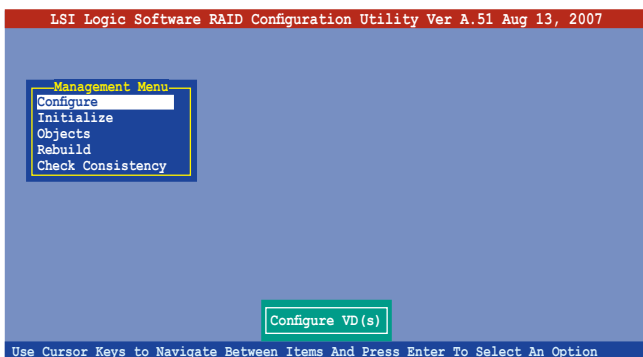 LSI Logic Software RAID Configuration Utility Ver A.51 Aug 13, 2007
Management Menu
Configure
Initialize
Objects
Rebuild
Check Consistency
Configure VD(s)
Use Cursor Keys to Navigate Between Items And Press Enter To Select An Option